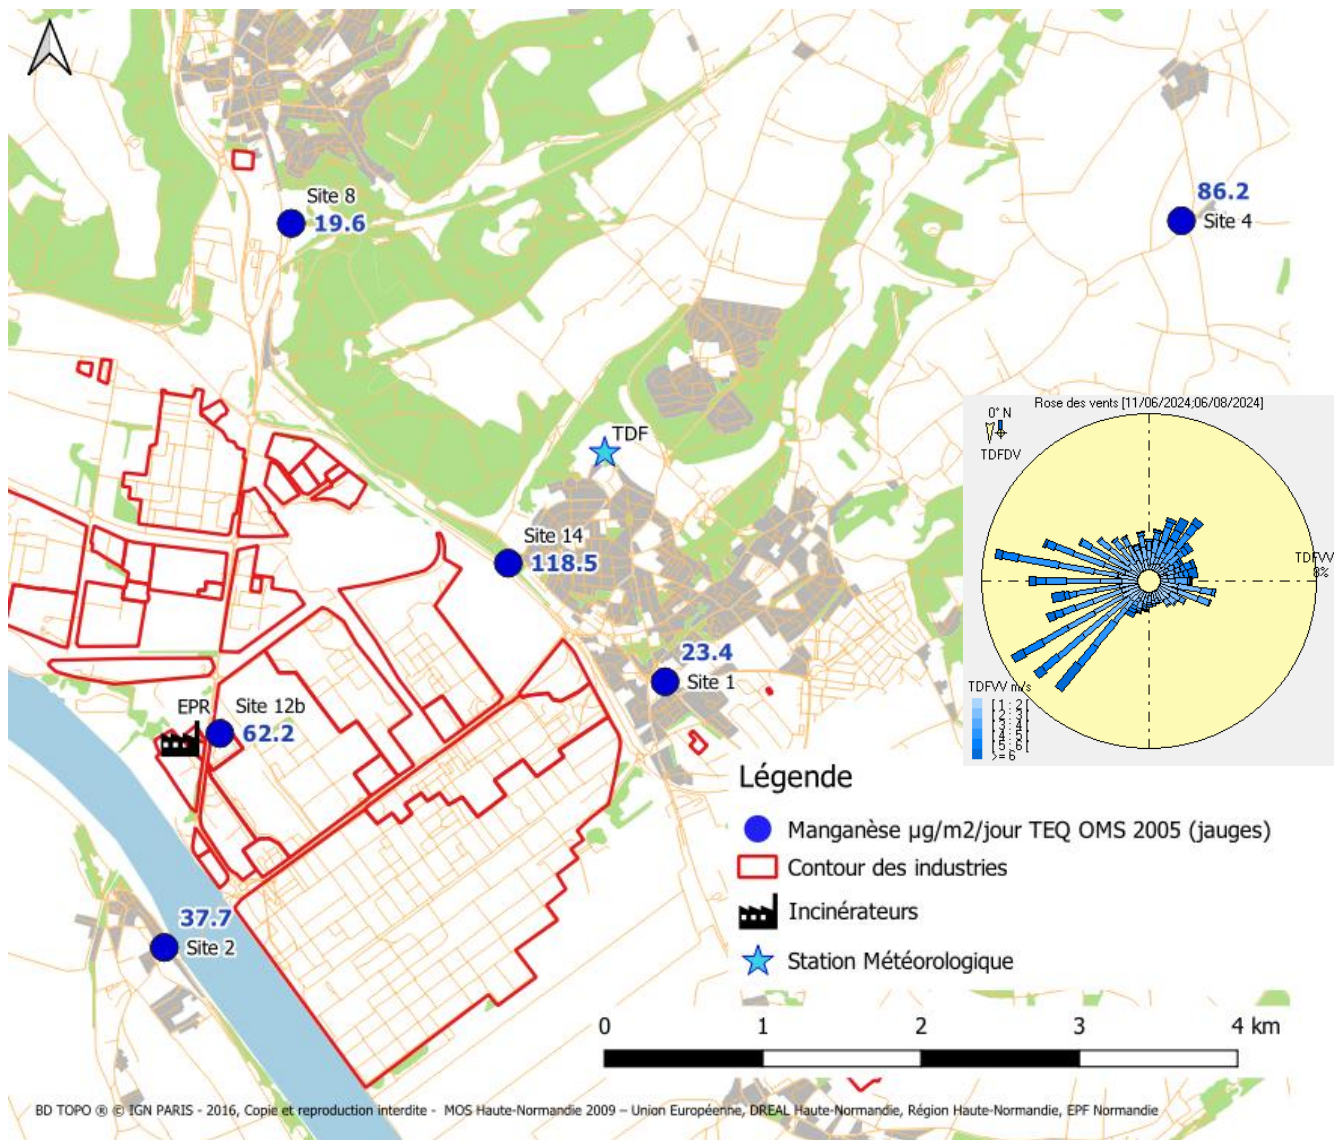 Site 8
19.6
86.2
Site 4
Rose des vents [11/06/2024;06/08/2024]
0° N
TDFDV
TDF
Site 14
118.5
TDFVV
8%
23.4
Site 1
TDFVV m/s
[ 1 : 2 [
[ 2 : 3 [
[ 3 : 4 [
[ 4 : 5 [
[ 5 : 6 [
>= 6
EPR
Site 12b
62.2
Légende
Manganèse µg/m2/jour TEQ OMS 2005 (jauges)
Contour des industries
Incinérateurs
Station Météorologique
37.7
Site 2
0 1 2 3 4 km
BD TOPO ® © IGN PARIS - 2016, Copie et reproduction interdite - MOS Haute-Normandie 2009 – Union Européenne, DREAL Haute-Normandie, Région Haute-Normandie, EPF Normandie